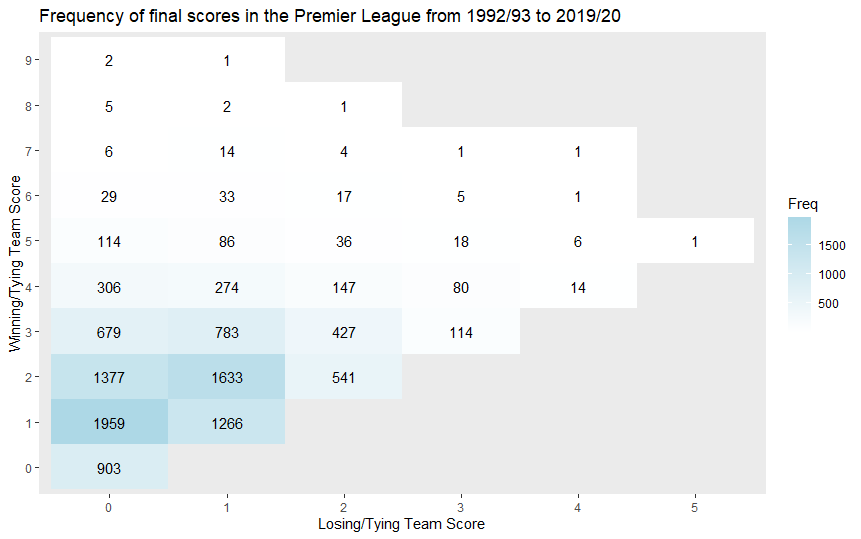 Frequency of final scores in the Premier League from 1992/93 to 2019/20
Winning/Tying Team Score
9 2 1
8 5 2 1
7 6 14 4 1 1
6 29 33 17 5 1
5 114 86 36 18 6 1
4 306 274 147 80 14
3 679 783 427 114
2 1377 1633 541
1 1959 1266
0 903
0 1 2 3 4 5
Losing/Tying Team Score
Freq
1500
1000
500